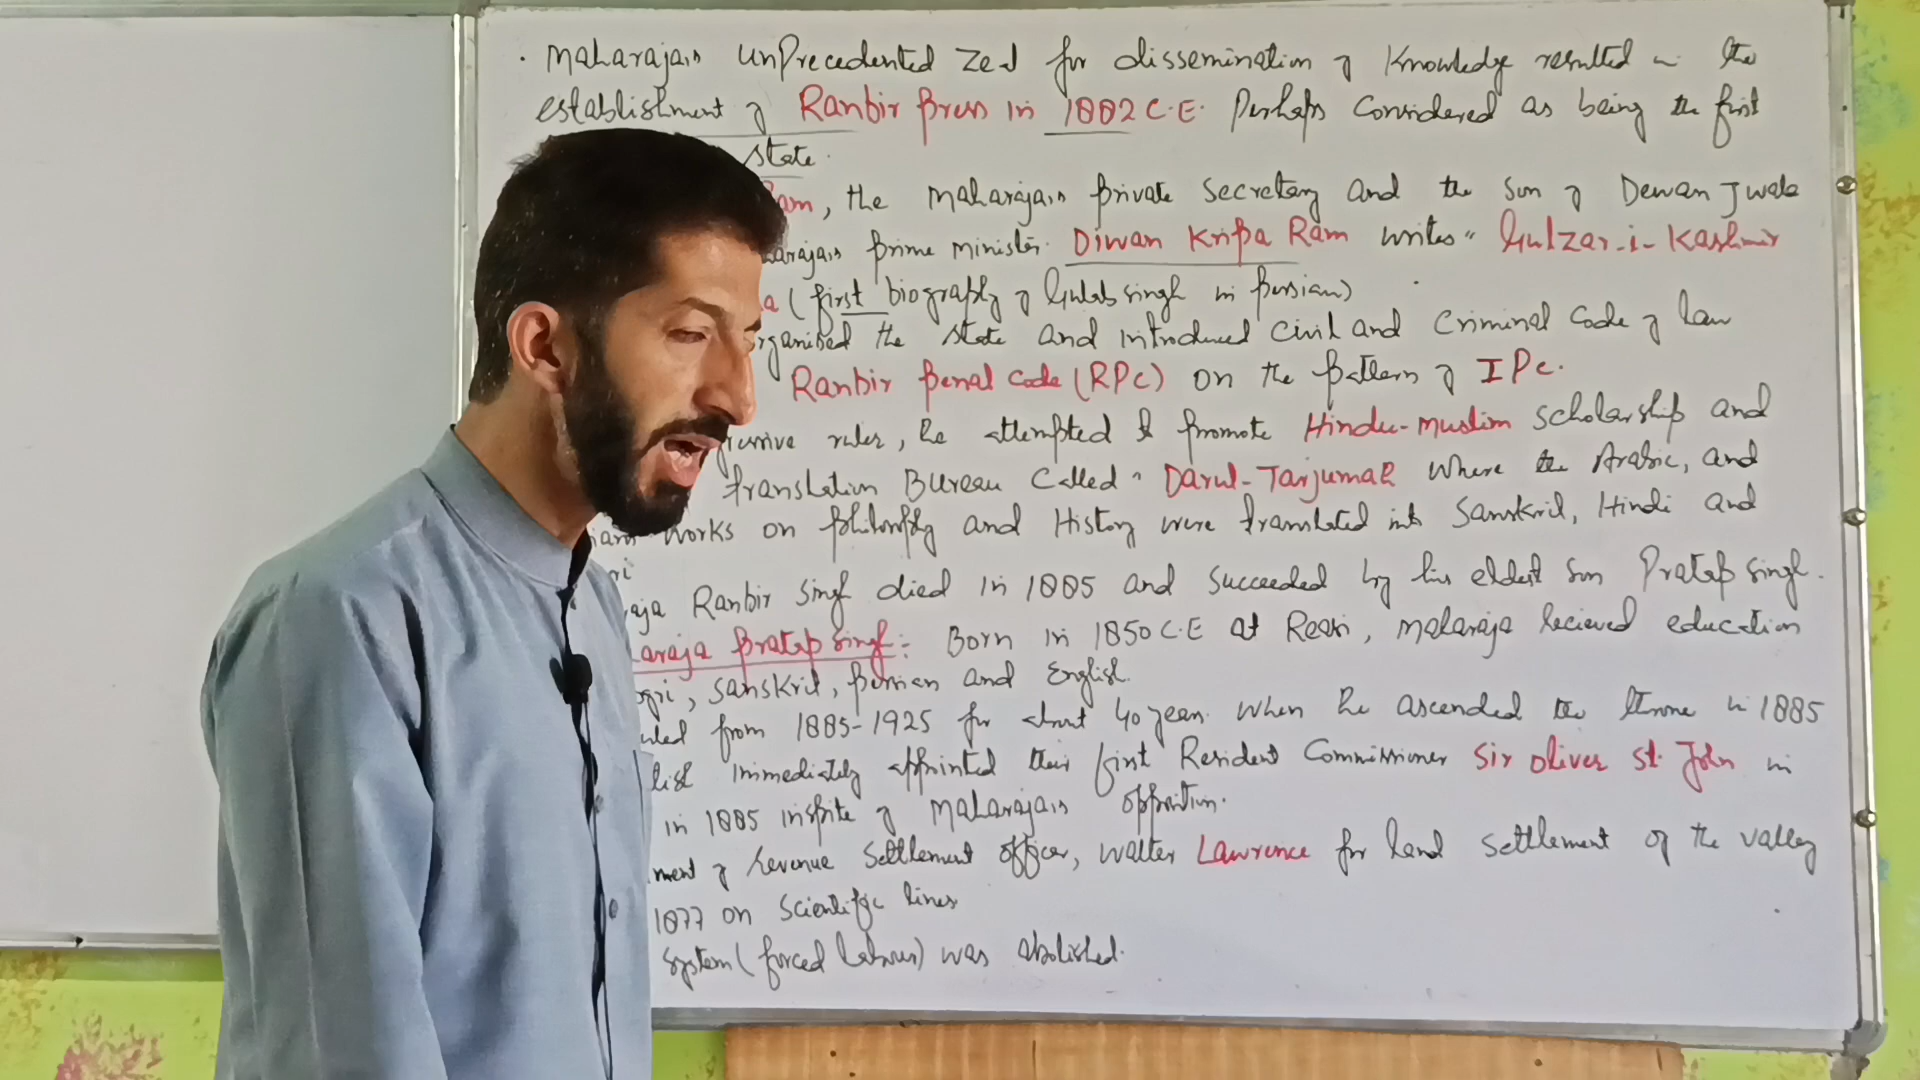 · Maharaja's unprecedented zeal for dissemination of Knowledge resulted in the
establishment of Ranbir Press in 1882 C.E. Perhaps Considered as being the first
state.
Ram, the Maharaja's private secretary and the son of Dewan Jwala
prime minister. Diwan Kripa Ram writes "Gulzar-i-Kashmir
(first biography of Gulab singh in persian)
the state and introduced civil and criminal code of law
Ranbir Penal Code (RPC) on the pattern of IPC.
ruler, he attempted to promote Hindu-Muslim scholarship and
translation Bureau Called " Darul-Tarjumah where the Arabic, and
works on philosophy and History were translated into Sanskrit, Hindi and
Ranbir Singh died in 1885 and succeeded by his eldest son Pratap Singh.
Pratap Singh:- Born in 1850 C.E at Reasi, Maharaja recieved education
, Sanskrit, persian and English.
from 1885-1925 for about 40 years. When he ascended the throne in 1885
immediately appointed their first Resident Commissioner Sir Oliver St. John in
in 1885 inspite of Maharaja's opposition.
of revenue settlement officer, Walter Lawrence for land settlement of the valley
1877 on scientific lines
System (forced labour) was abolished.